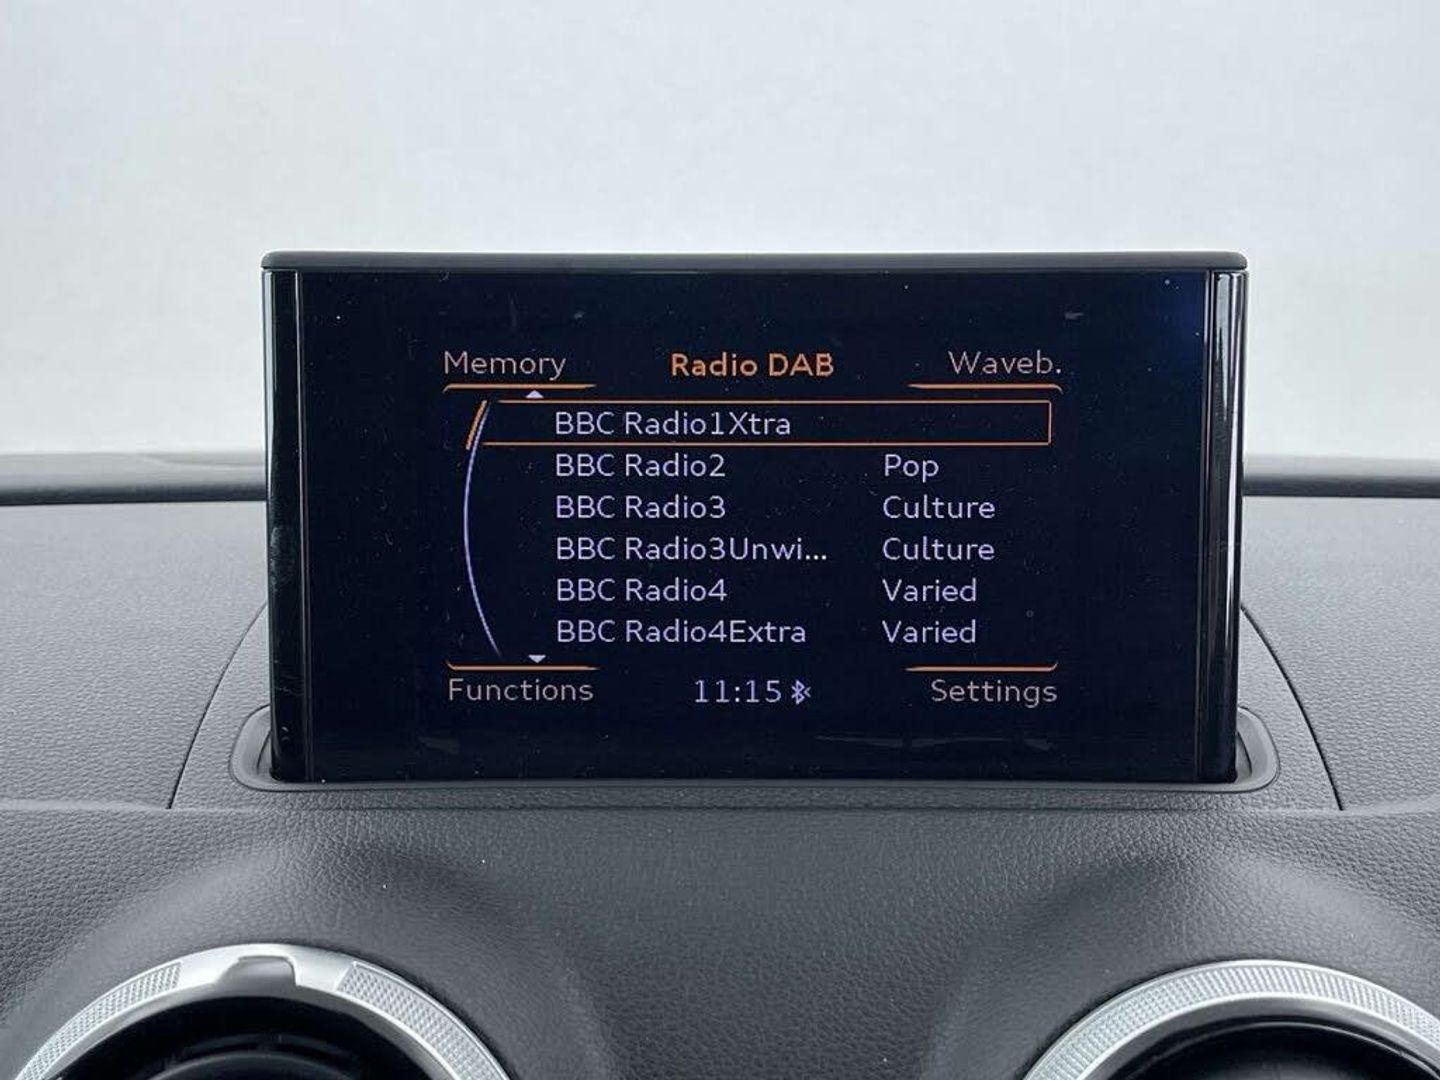 Memory Radio DAB Waveb.
BBC Radio1Xtra
BBC Radio2 Pop
BBC Radio3 Culture
BBC Radio3Unwi... Culture
BBC Radio4 Varied
BBC Radio4Extra Varied
Functions 11:15 Settings